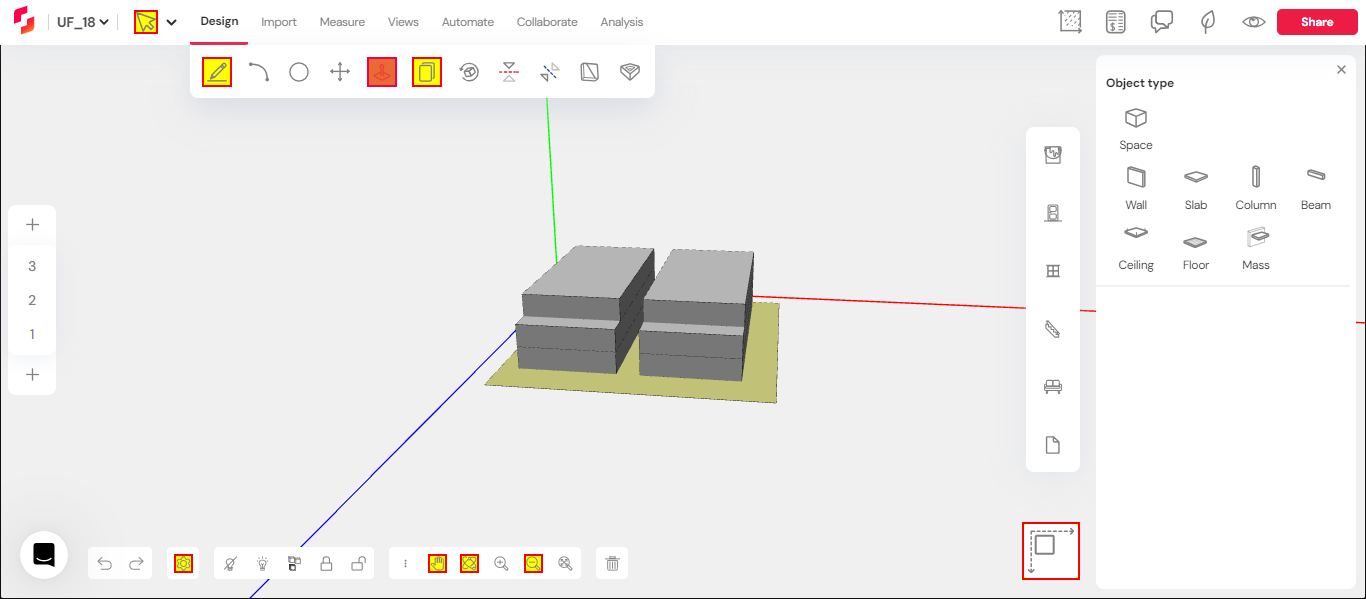 UF_18
Design Import Measure Views Automate Collaborate Analysis
Share
Object type
Space
Wall Slab Column Beam
Ceiling Floor Mass
3
2
1